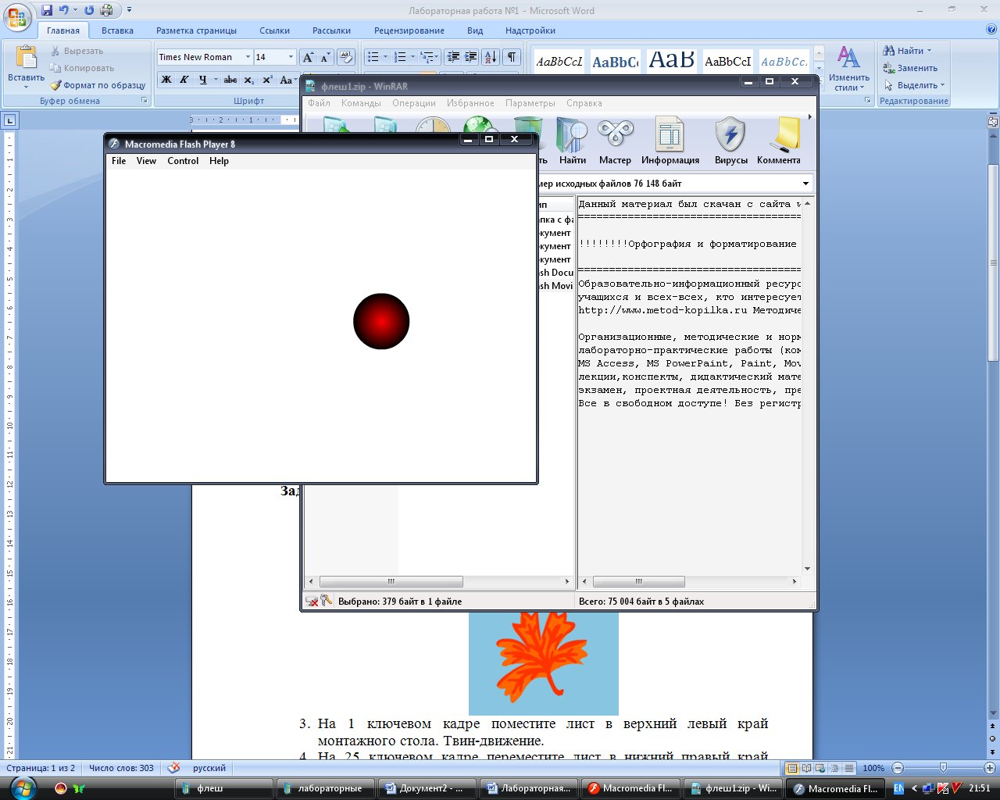 Лабораторная работа №1 - Microsoft Word
Главная Вставка Разметка страницы Ссылки Рассылки Рецензирование Вид Надстройки
Вставить
Вырезать
Копировать
Формат по образцу
Буфер обмена
Times New Roman 14
Ж К Ч abc x₂ x² Aa
Шрифт
AaBbCcI AaBbC AaB AaBbCcI AaBbCc.
Изменить стили
Найти
Заменить
Выделить
Редактирование
флеш1.zip - WinRAR
Файл Команды Операции Избранное Параметры Справка
Найти Мастер Информация Вирусы Коммента
мер исходных файлов 76 148 байт
Macromedia Flash Player 8
File View Control Help
ип
апка с фа
кумент
кумент
кумент
ash Docu
ash Movi
Данный материал был скачан с сайта
!!!!!!!!Орфография и форматирование
Образовательно-информационный ресурс
учащихся и всех-всех, кто интересует
http://www.metod-kopilka.ru Методиче
Организационные, методические и норм
лабораторно-практические работы (ком
MS Access, MS PowerPaint, Paint, Mov
лекции,конспекты, дидактический мате
экзамен, проектная деятельность, пре
Все в свободном доступе! Без регистр
Выбрано: 379 байт в 1 файле Всего: 75 004 байт в 5 файлах
Зад
3. На 1 ключевом кадре поместите лист в верхний левый край
монтажного стола. Твин-движение.
4. На 25 ключевом кадре переместите лист в нижний правый край
Страница: 1 из 2 Число слов: 303 русский 100%
флеш лабораторные Документ2 - ... Лабораторная... Macromedia Fl... флеш1.zip - Wi... Macromedia Fl... EN 21:51